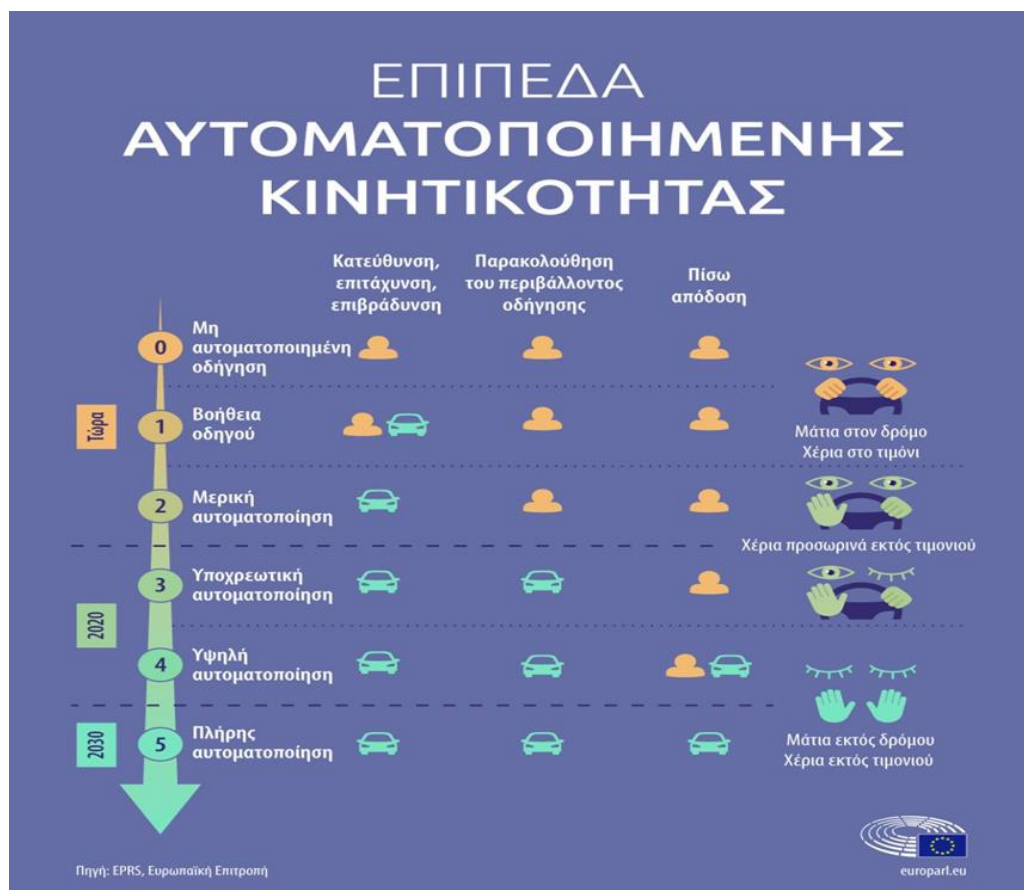 ΕΠΙΠΕΔΑ
ΑΥΤΟΜΑΤΟΠΟΙΗΜΕΝΗΣ
ΚΙΝΗΤΙΚΟΤΗΤΑΣ
Κατεύθυνση,
επιτάχυνση,
επιβράδυνση
Παρακολούθηση
του περιβάλλοντος
οδήγησης
Πίσω
απόδοση
0
Μη
αυτοματοποιημένη
οδήγηση
Τώρα
1
Βοήθεια
οδηγού
Μάτια στον δρόμο
Χέρια στο τιμόνι
2
Μερική
αυτοματοποίηση
Χέρια προσωρινά εκτός τιμονιού
2020
3
Υποχρεωτική
αυτοματοποίηση
4
Υψηλή
αυτοματοποίηση
2030
5
Πλήρης
αυτοματοποίηση
Μάτια εκτός δρόμου
Χέρια εκτός τιμονιού
Πηγή: EPRS, Ευρωπαϊκή Επιτροπή
europarl.eu